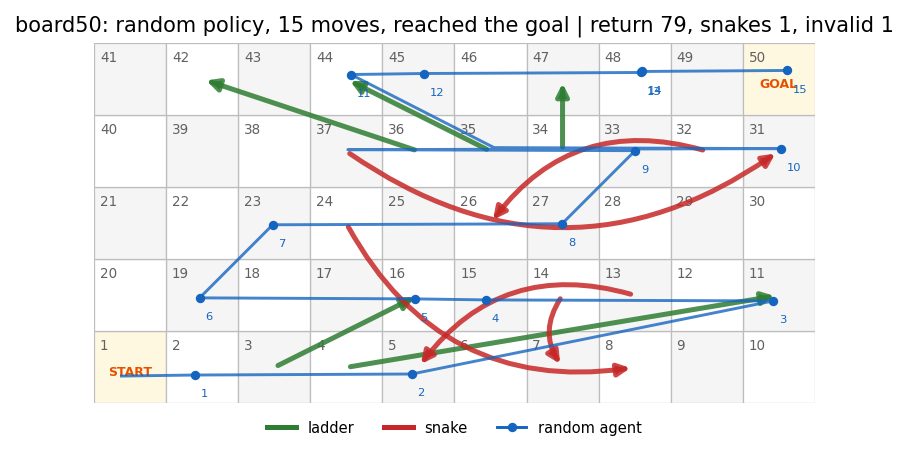 board50: random policy, 15 moves, reached the goal | return 79, snakes 1, invalid 1
41 42 43 44 45 46 47 48 49 50
GOAL
11 12 14 15
40 39 38 37 36 35 34 33 32 31
9 10
21 22 23 24 25 26 27 28 29 30
7 8
20 19 18 17 16 15 14 13 12 11
6 5 4 3
1 2 3 4 5 6 7 8 9 10
START
1 2
ladder snake random agent